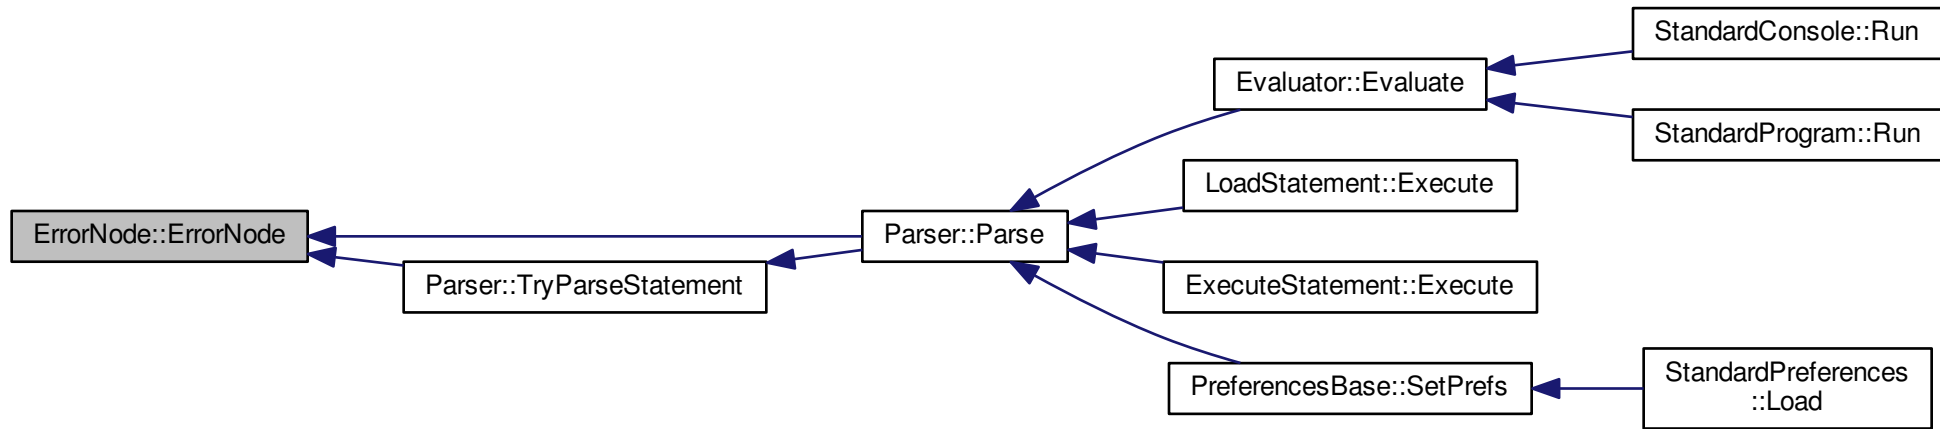 StandardConsole::Run
Evaluator::Evaluate
StandardProgram::Run
LoadStatement::Execute
ErrorNode::ErrorNode
Parser::Parse
Parser::TryParseStatement
ExecuteStatement::Execute
PreferencesBase::SetPrefs
StandardPreferences
::Load